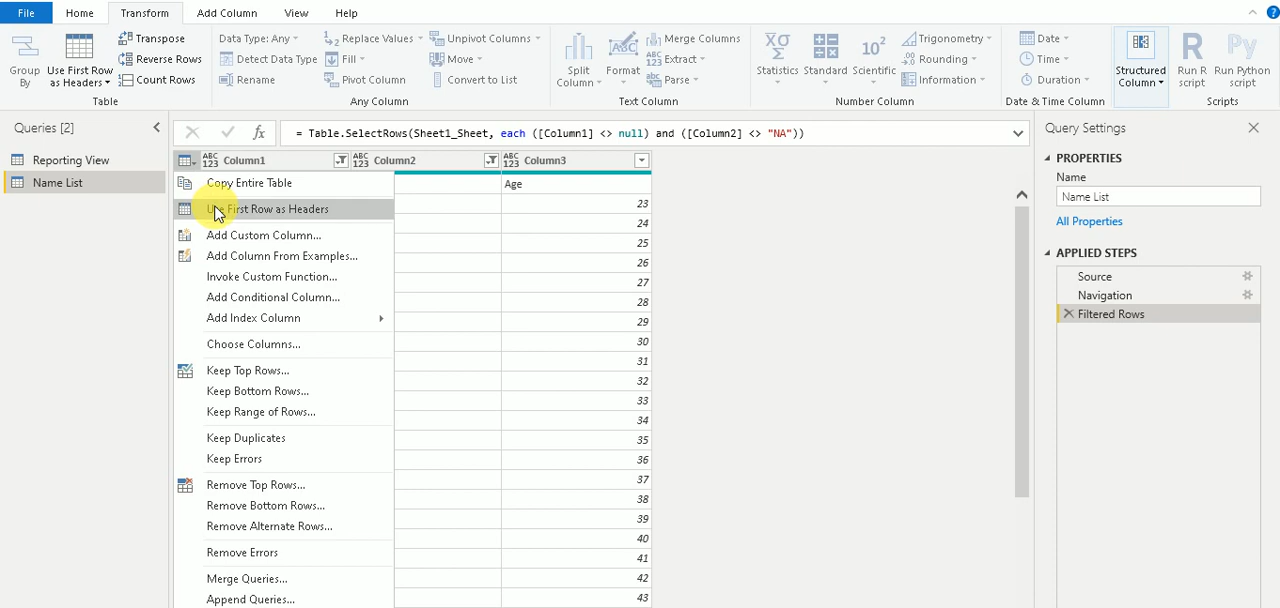 File
Home
Transform
Add Column
View
Help
?
Group
By
Use First Row
as Headers
Transpose
Reverse Rows
Count Rows
Table
Data Type: Any
Detect Data Type
Rename
Replace Values
Fill
Pivot Column
Unpivot Columns
Move
Convert to List
Any Column
Split
Column
Format
Merge Columns
Extract
Parse
Text Column
Statistics
Standard
Scientific
Trigonometry
Rounding
Information
Number Column
Date
Time
Duration
Date & Time Column
Structured
Column
Run R
script
Run Python
script
Scripts
Queries [2]
Reporting View
Name List
fx
= Table.SelectRows(Sheet1_Sheet, each ([Column1] <> null) and ([Column2] <> "NA"))
ABC
123
Column1
ABC
123
Column2
ABC
123
Column3
Copy Entire Table
Use First Row as Headers
Add Custom Column...
Add Column From Examples...
Invoke Custom Function...
Add Conditional Column...
Add Index Column
Choose Columns...
Keep Top Rows...
Keep Bottom Rows...
Keep Range of Rows...
Keep Duplicates
Keep Errors
Remove Top Rows...
Remove Bottom Rows...
Remove Alternate Rows...
Remove Errors
Merge Queries...
Append Queries...
Age
23
24
25
26
27
28
29
30
31
32
33
34
35
36
37
38
39
40
41
42
43
Query Settings
PROPERTIES
Name
Name List
All Properties
APPLIED STEPS
Source
Navigation
Filtered Rows